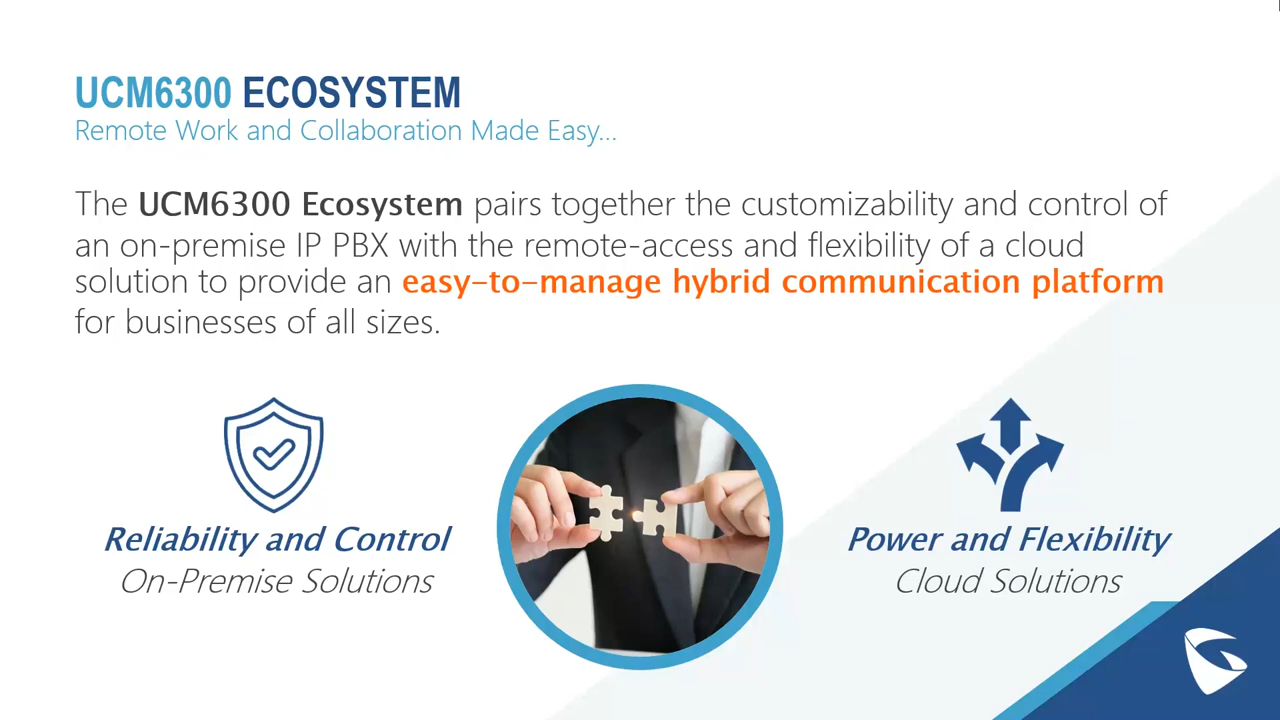 UCM6300 ECOSYSTEM
Remote Work and Collaboration Made Easy...
The UCM6300 Ecosystem pairs together the customizability and control of
an on-premise IP PBX with the remote-access and flexibility of a cloud
solution to provide an easy-to-manage hybrid communication platform
for businesses of all sizes.
Reliability and Control
On-Premise Solutions
Power and Flexibility
Cloud Solutions